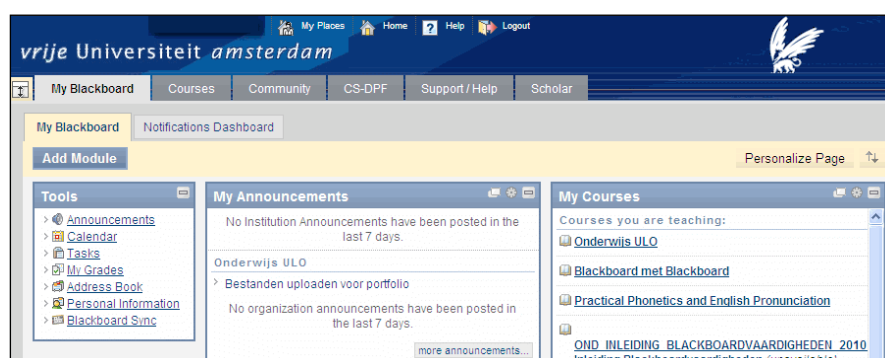 My Places Home Help Logout
vrije Universiteit amsterdam
My Blackboard Courses Community CS-DPF Support / Help Scholar
My Blackboard Notifications Dashboard
Add Module
Personalize Page
Tools
Announcements
Calendar
Tasks
My Grades
Address Book
Personal Information
Blackboard Sync
My Announcements
No Institution Announcements have been posted in the
last 7 days.
Onderwijs ULO
Bestanden uploaden voor portfolio
No organization announcements have been posted in
the last 7 days.
more announcements...
My Courses
Courses you are teaching:
Onderwijs ULO
Blackboard met Blackboard
Practical Phonetics and English Pronunciation
OND_INLEIDING_BLACKBOARDVAARDIGHEDEN_2010
Inleiding Blackboardvaardigheden (unavailable)